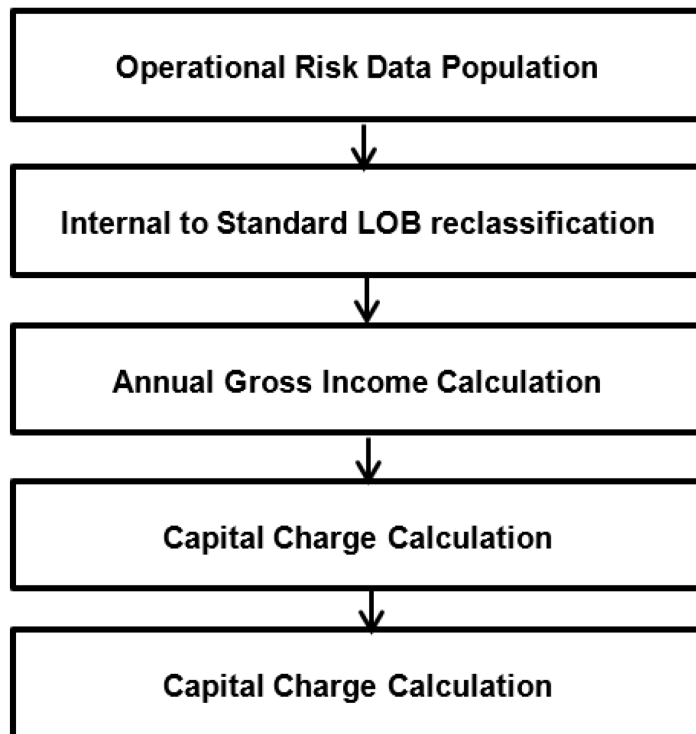 Operational Risk Data Population
Internal to Standard LOB reclassification
Annual Gross Income Calculation
Capital Charge Calculation
Capital Charge Calculation